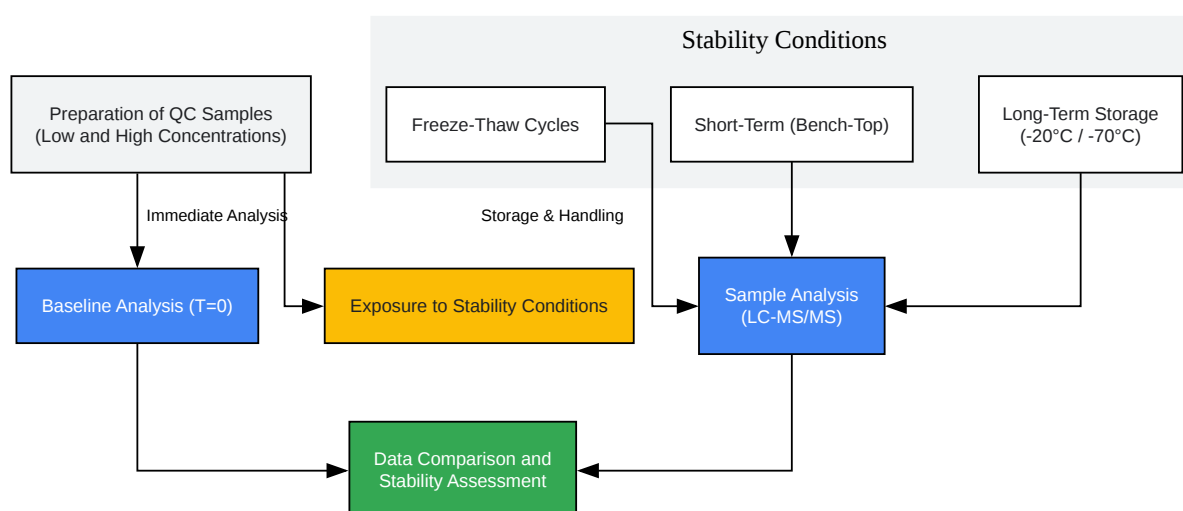 Stability Conditions
Preparation of QC Samples
(Low and High Concentrations)
Freeze-Thaw Cycles
Short-Term (Bench-Top)
Long-Term Storage
(-20°C / -70°C)
Immediate Analysis
Storage & Handling
Baseline Analysis (T=0)
Exposure to Stability Conditions
Sample Analysis
(LC-MS/MS)
Data Comparison and
Stability Assessment